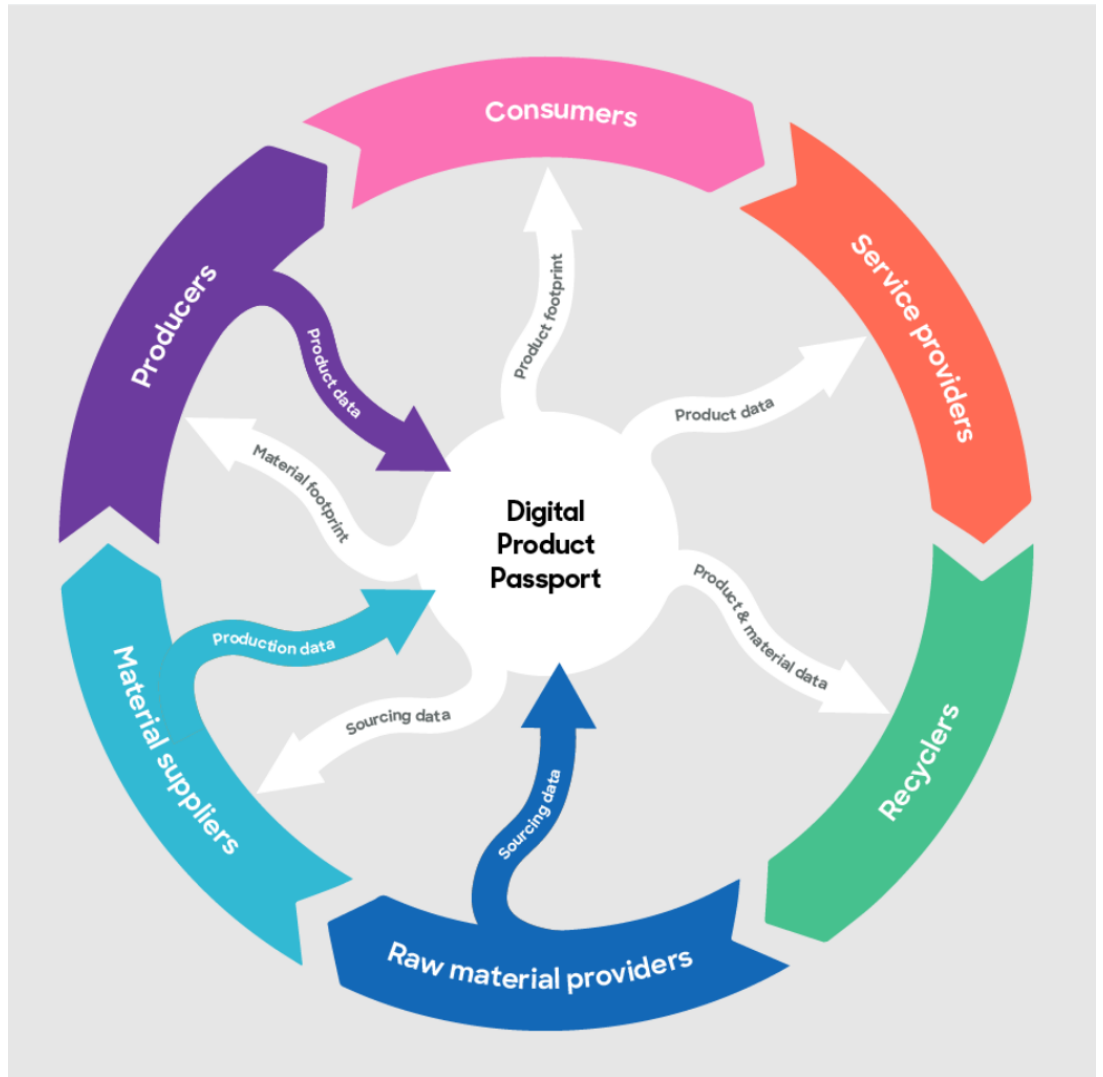 Consumers
Service providers
Producers
Product footprint
Product data
Product data
Material footprint
Digital
Product
Passport
Product & material data
Production data
Sourcing data
Material suppliers
Recyclers
Sourcing data
Raw material providers